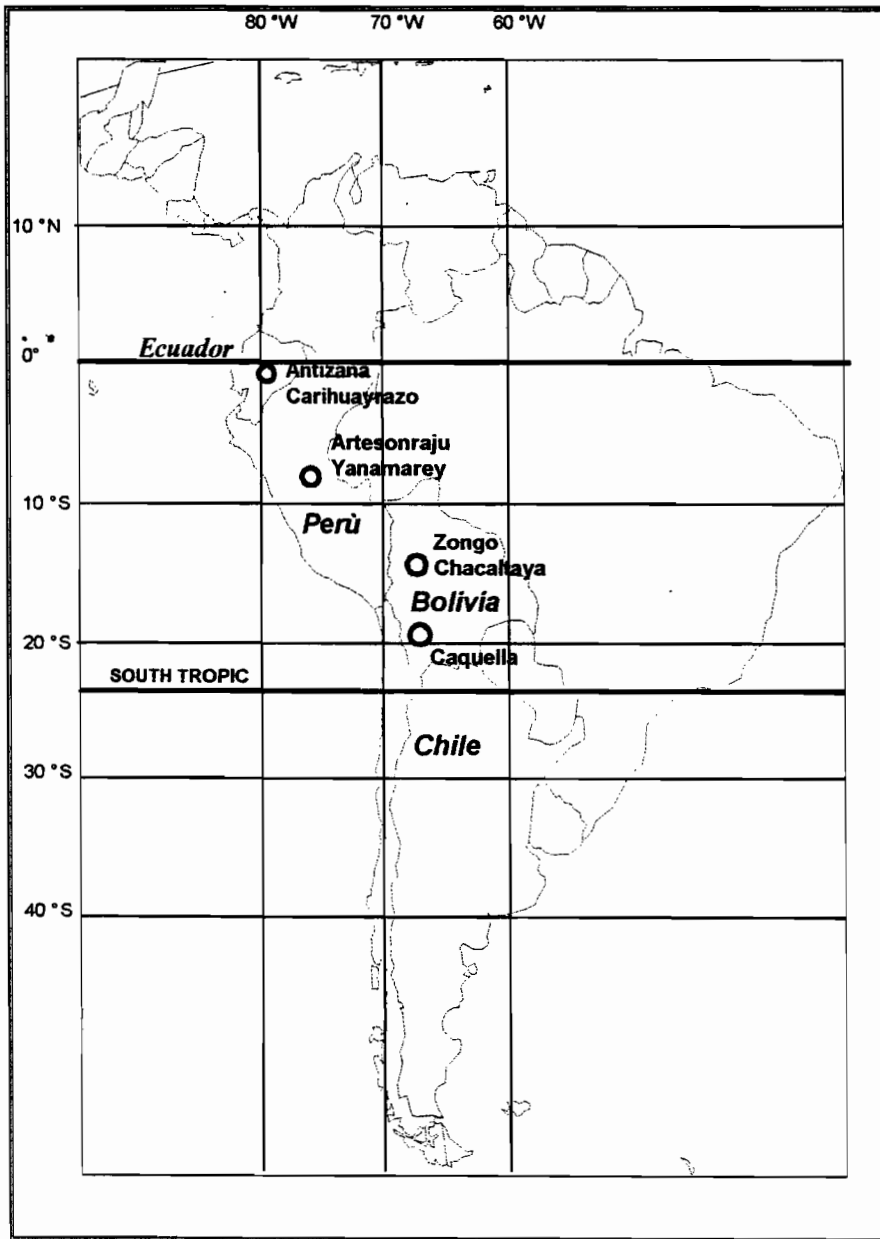 80 °W 70 °W 60 °W
10 °N
0°
Ecuador
Antizana
Carihuayrazo
Artesonraju
Yanamarey
10 °S
Perù
Zongo
Chacaltaya
Bolivia
20 °S
Caquella
SOUTH TROPIC
Chile
30 °S
40 °S